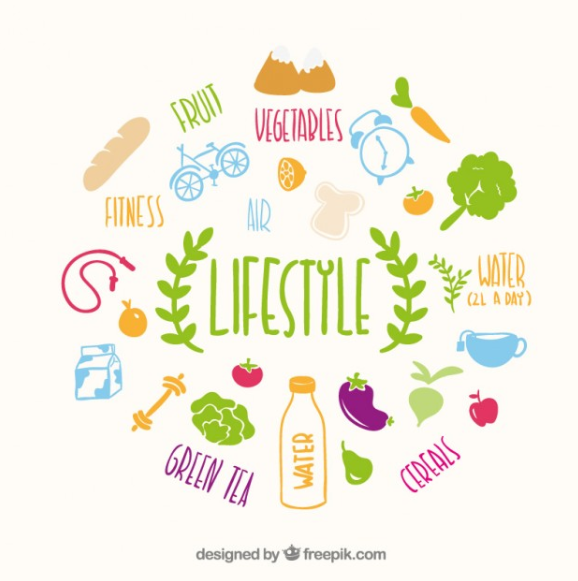 FRUIT
VEGETABLES
FITNESS
AIR
LIFESTYLE
WATER
(2L A DAY)
WATER
GREEN TEA
CEREALS
designed by freepik.com